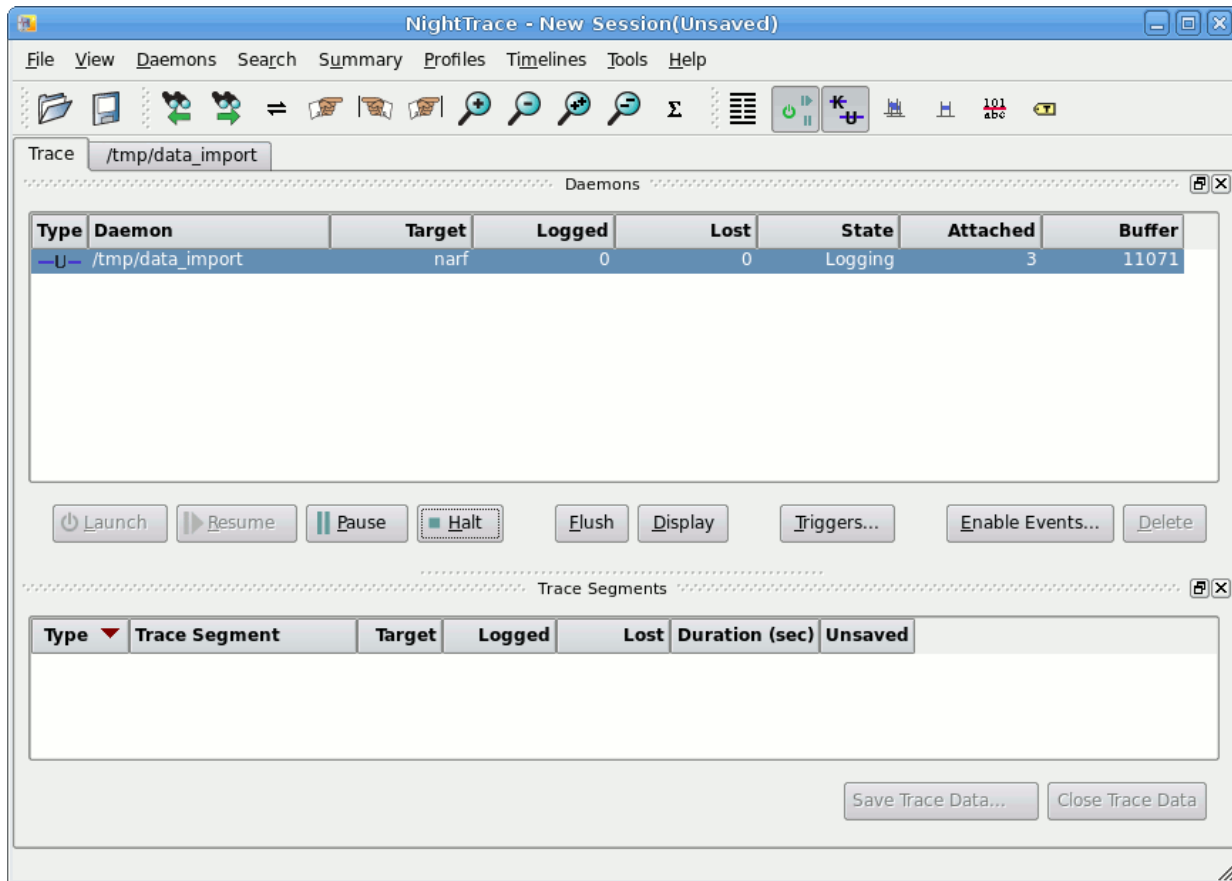 NightTrace - New Session(Unsaved)
File View Daemons Search Summary Profiles Timelines Tools Help
Σ K U 101 abc T
Trace /tmp/data_import
Daemons
Type Daemon Target Logged Lost State Attached Buffer
U /tmp/data_import narf 0 0 Logging 3 11071
Launch Resume Pause Halt Flush Display Triggers... Enable Events... Delete
Trace Segments
Type Trace Segment Target Logged Lost Duration (sec) Unsaved
Save Trace Data... Close Trace Data